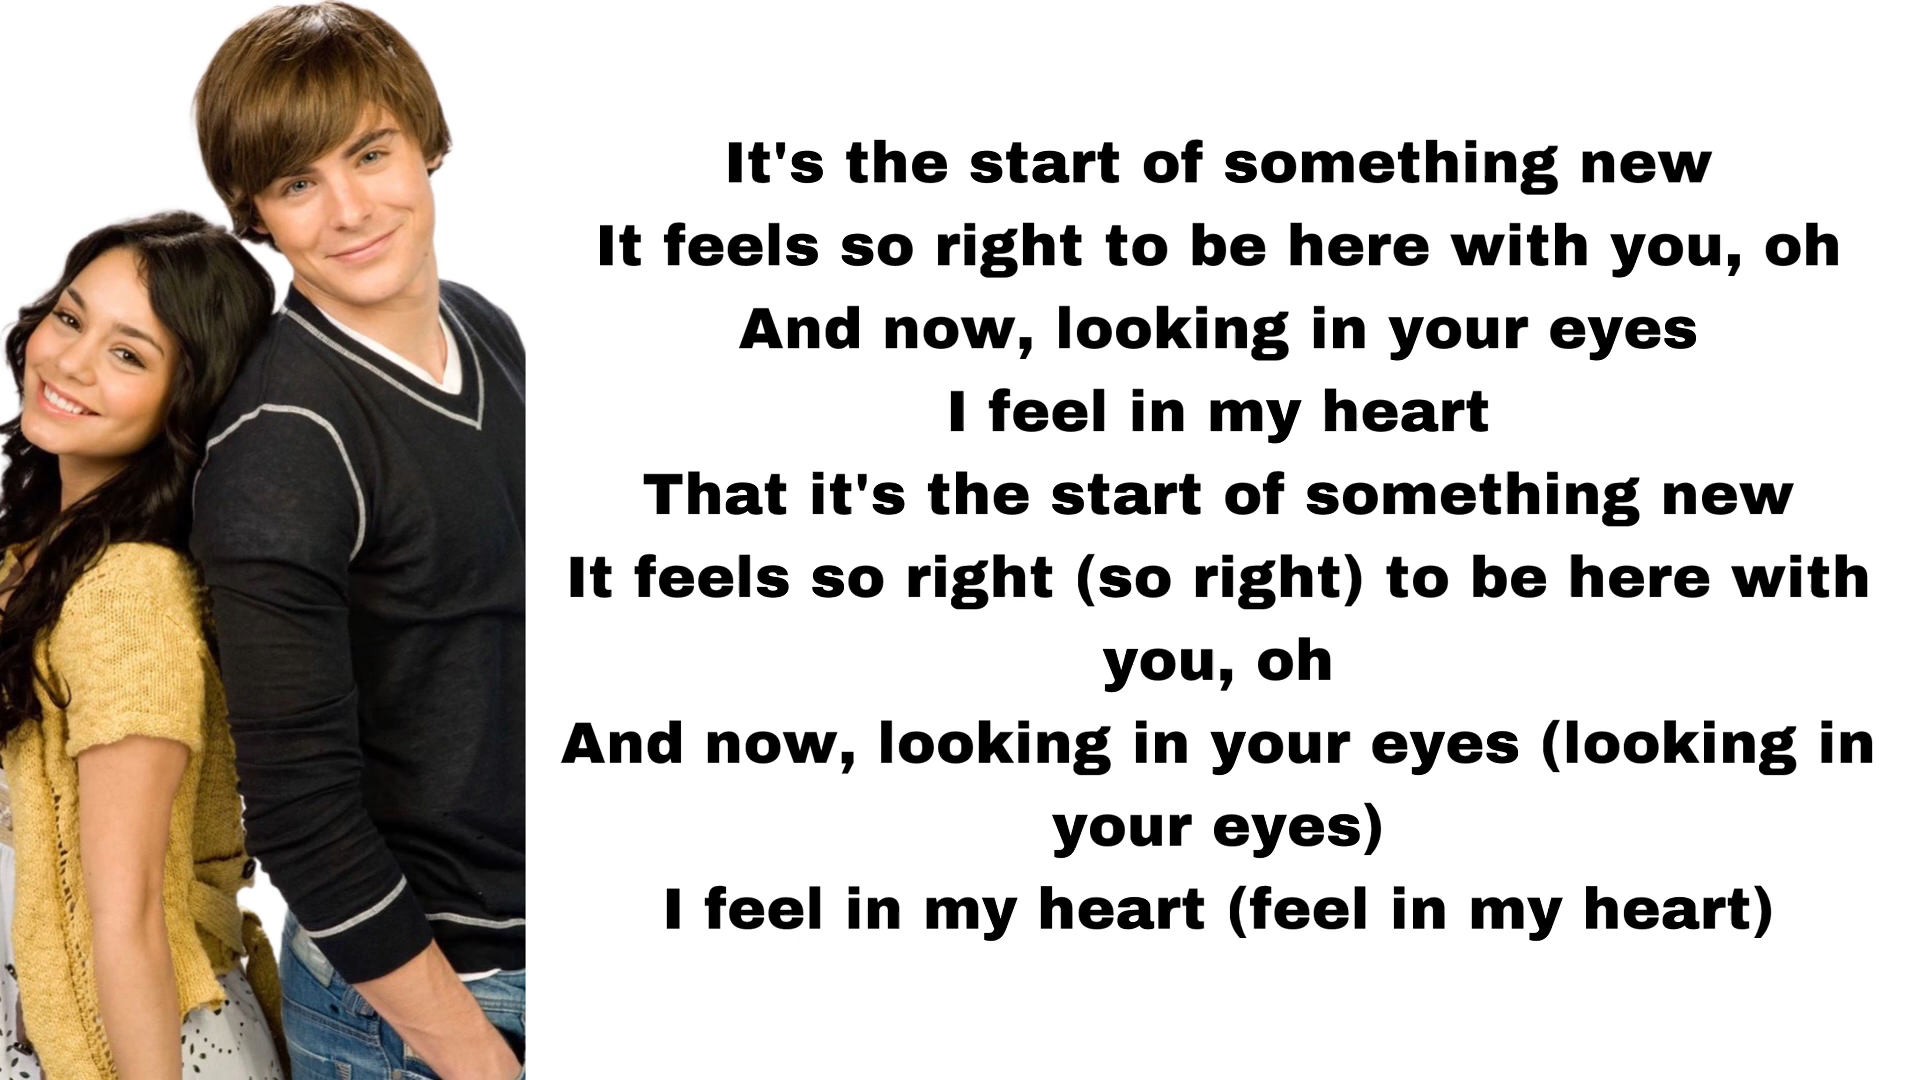 It's the start of something new
It feels so right to be here with you, oh
And now, looking in your eyes
I feel in my heart
That it's the start of something new
It feels so right (so right) to be here with
you, oh
And now, looking in your eyes (looking in
your eyes)
I feel in my heart (feel in my heart)